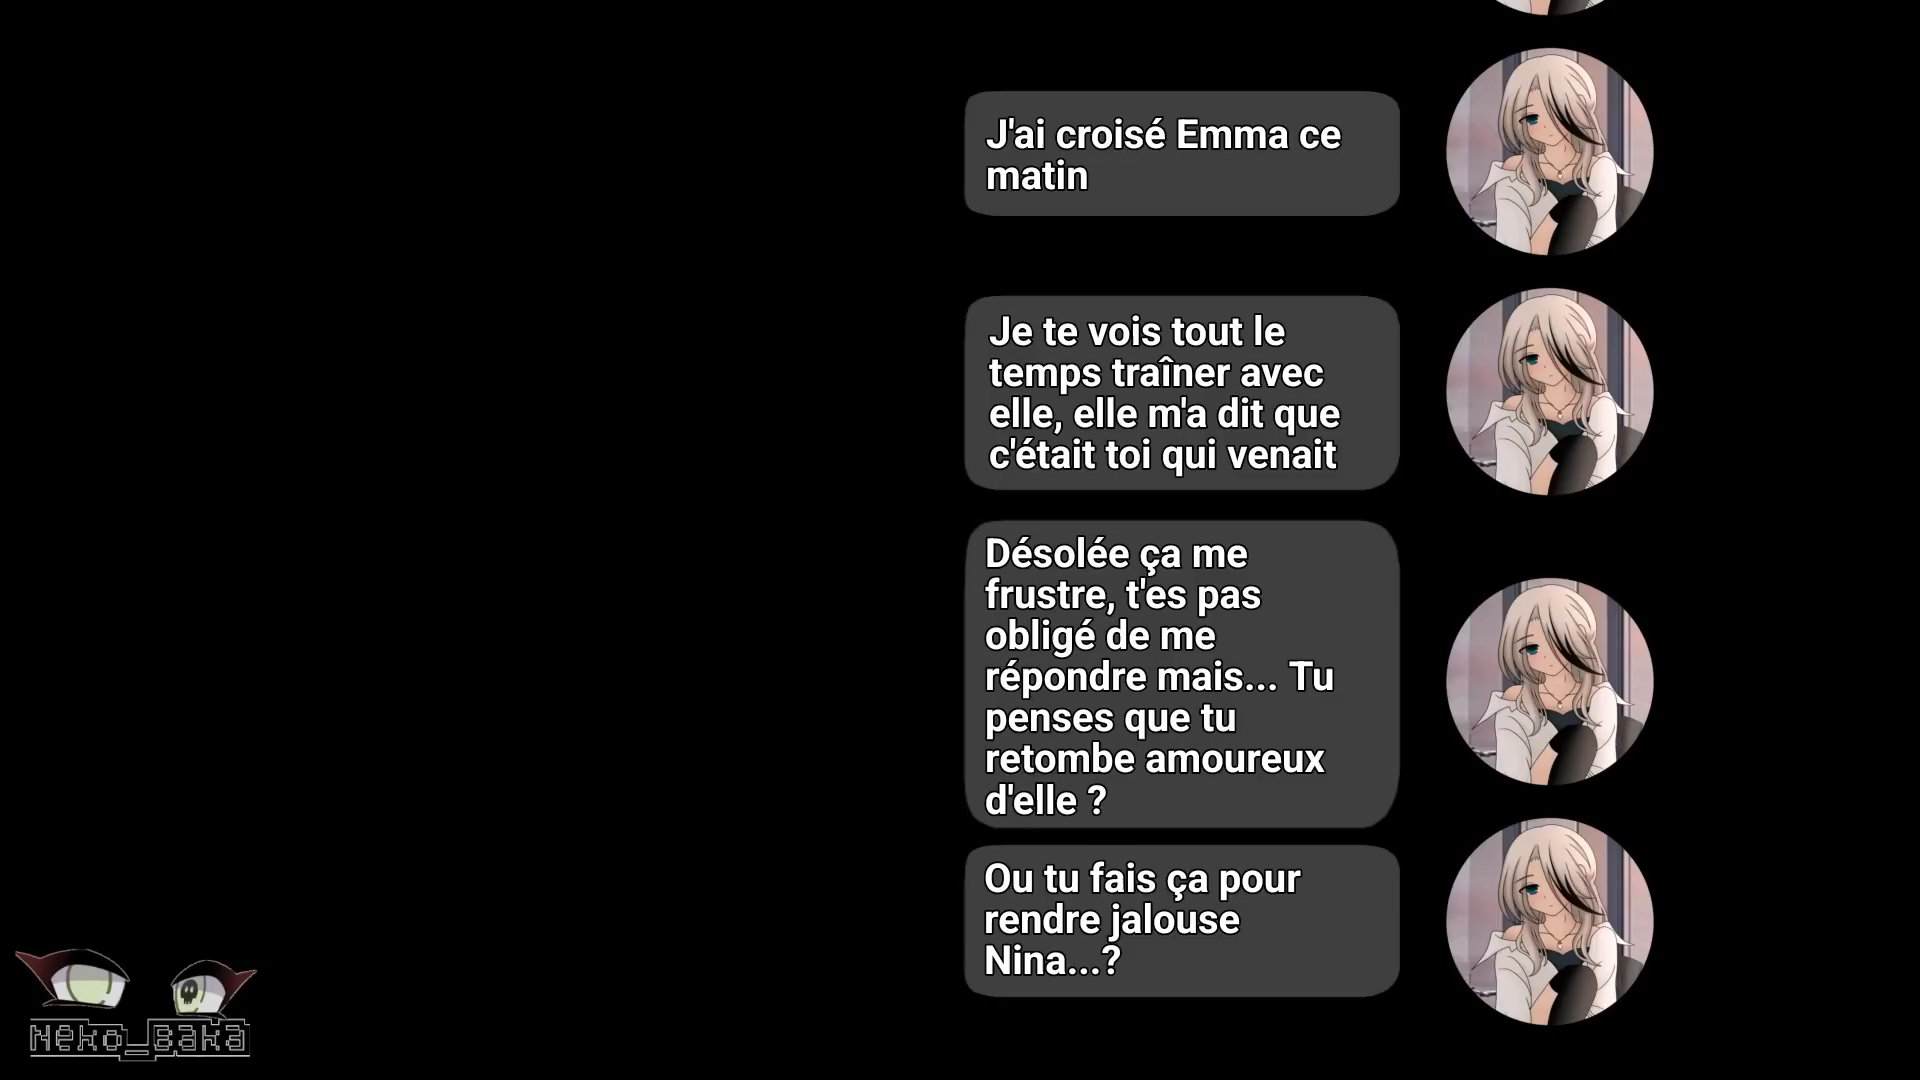 J'ai croisé Emma ce
matin
Je te vois tout le
temps traîner avec
elle, elle m'a dit que
c'était toi qui venait
Désolée ça me
frustre, t'es pas
obligé de me
répondre mais... Tu
penses que tu
retombe amoureux
d'elle ?
Ou tu fais ça pour
rendre jalouse
Nina...?
Neko_Baka